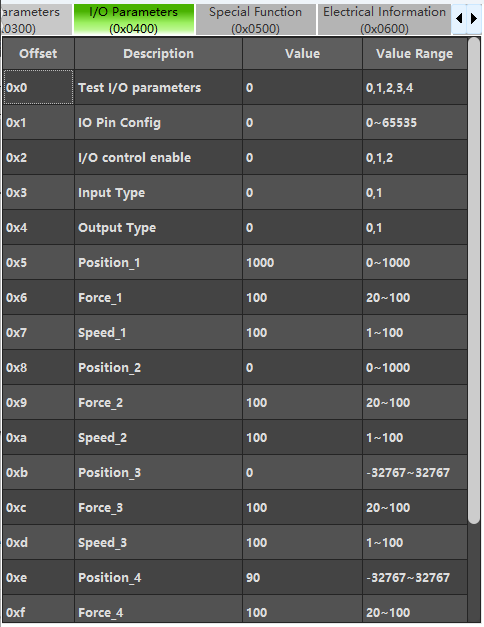 arameters I/O Parameters Special Function Electrical Information
0300) (0x0400) (0x0500) (0x0600)
Offset Description Value Value Range
0x0 Test I/O parameters 0 0,1,2,3,4
0x1 IO Pin Config 0 0~65535
0x2 I/O control enable 0 0,1,2
0x3 Input Type 0 0,1
0x4 Output Type 0 0,1
0x5 Position_1 1000 0~1000
0x6 Force_1 100 20~100
0x7 Speed_1 100 1~100
0x8 Position_2 0 0~1000
0x9 Force_2 100 20~100
0xa Speed_2 100 1~100
0xb Position_3 0 -32767~32767
0xc Force_3 100 20~100
0xd Speed_3 100 1~100
0xe Position_4 90 -32767~32767
0xf Force_4 100 20~100